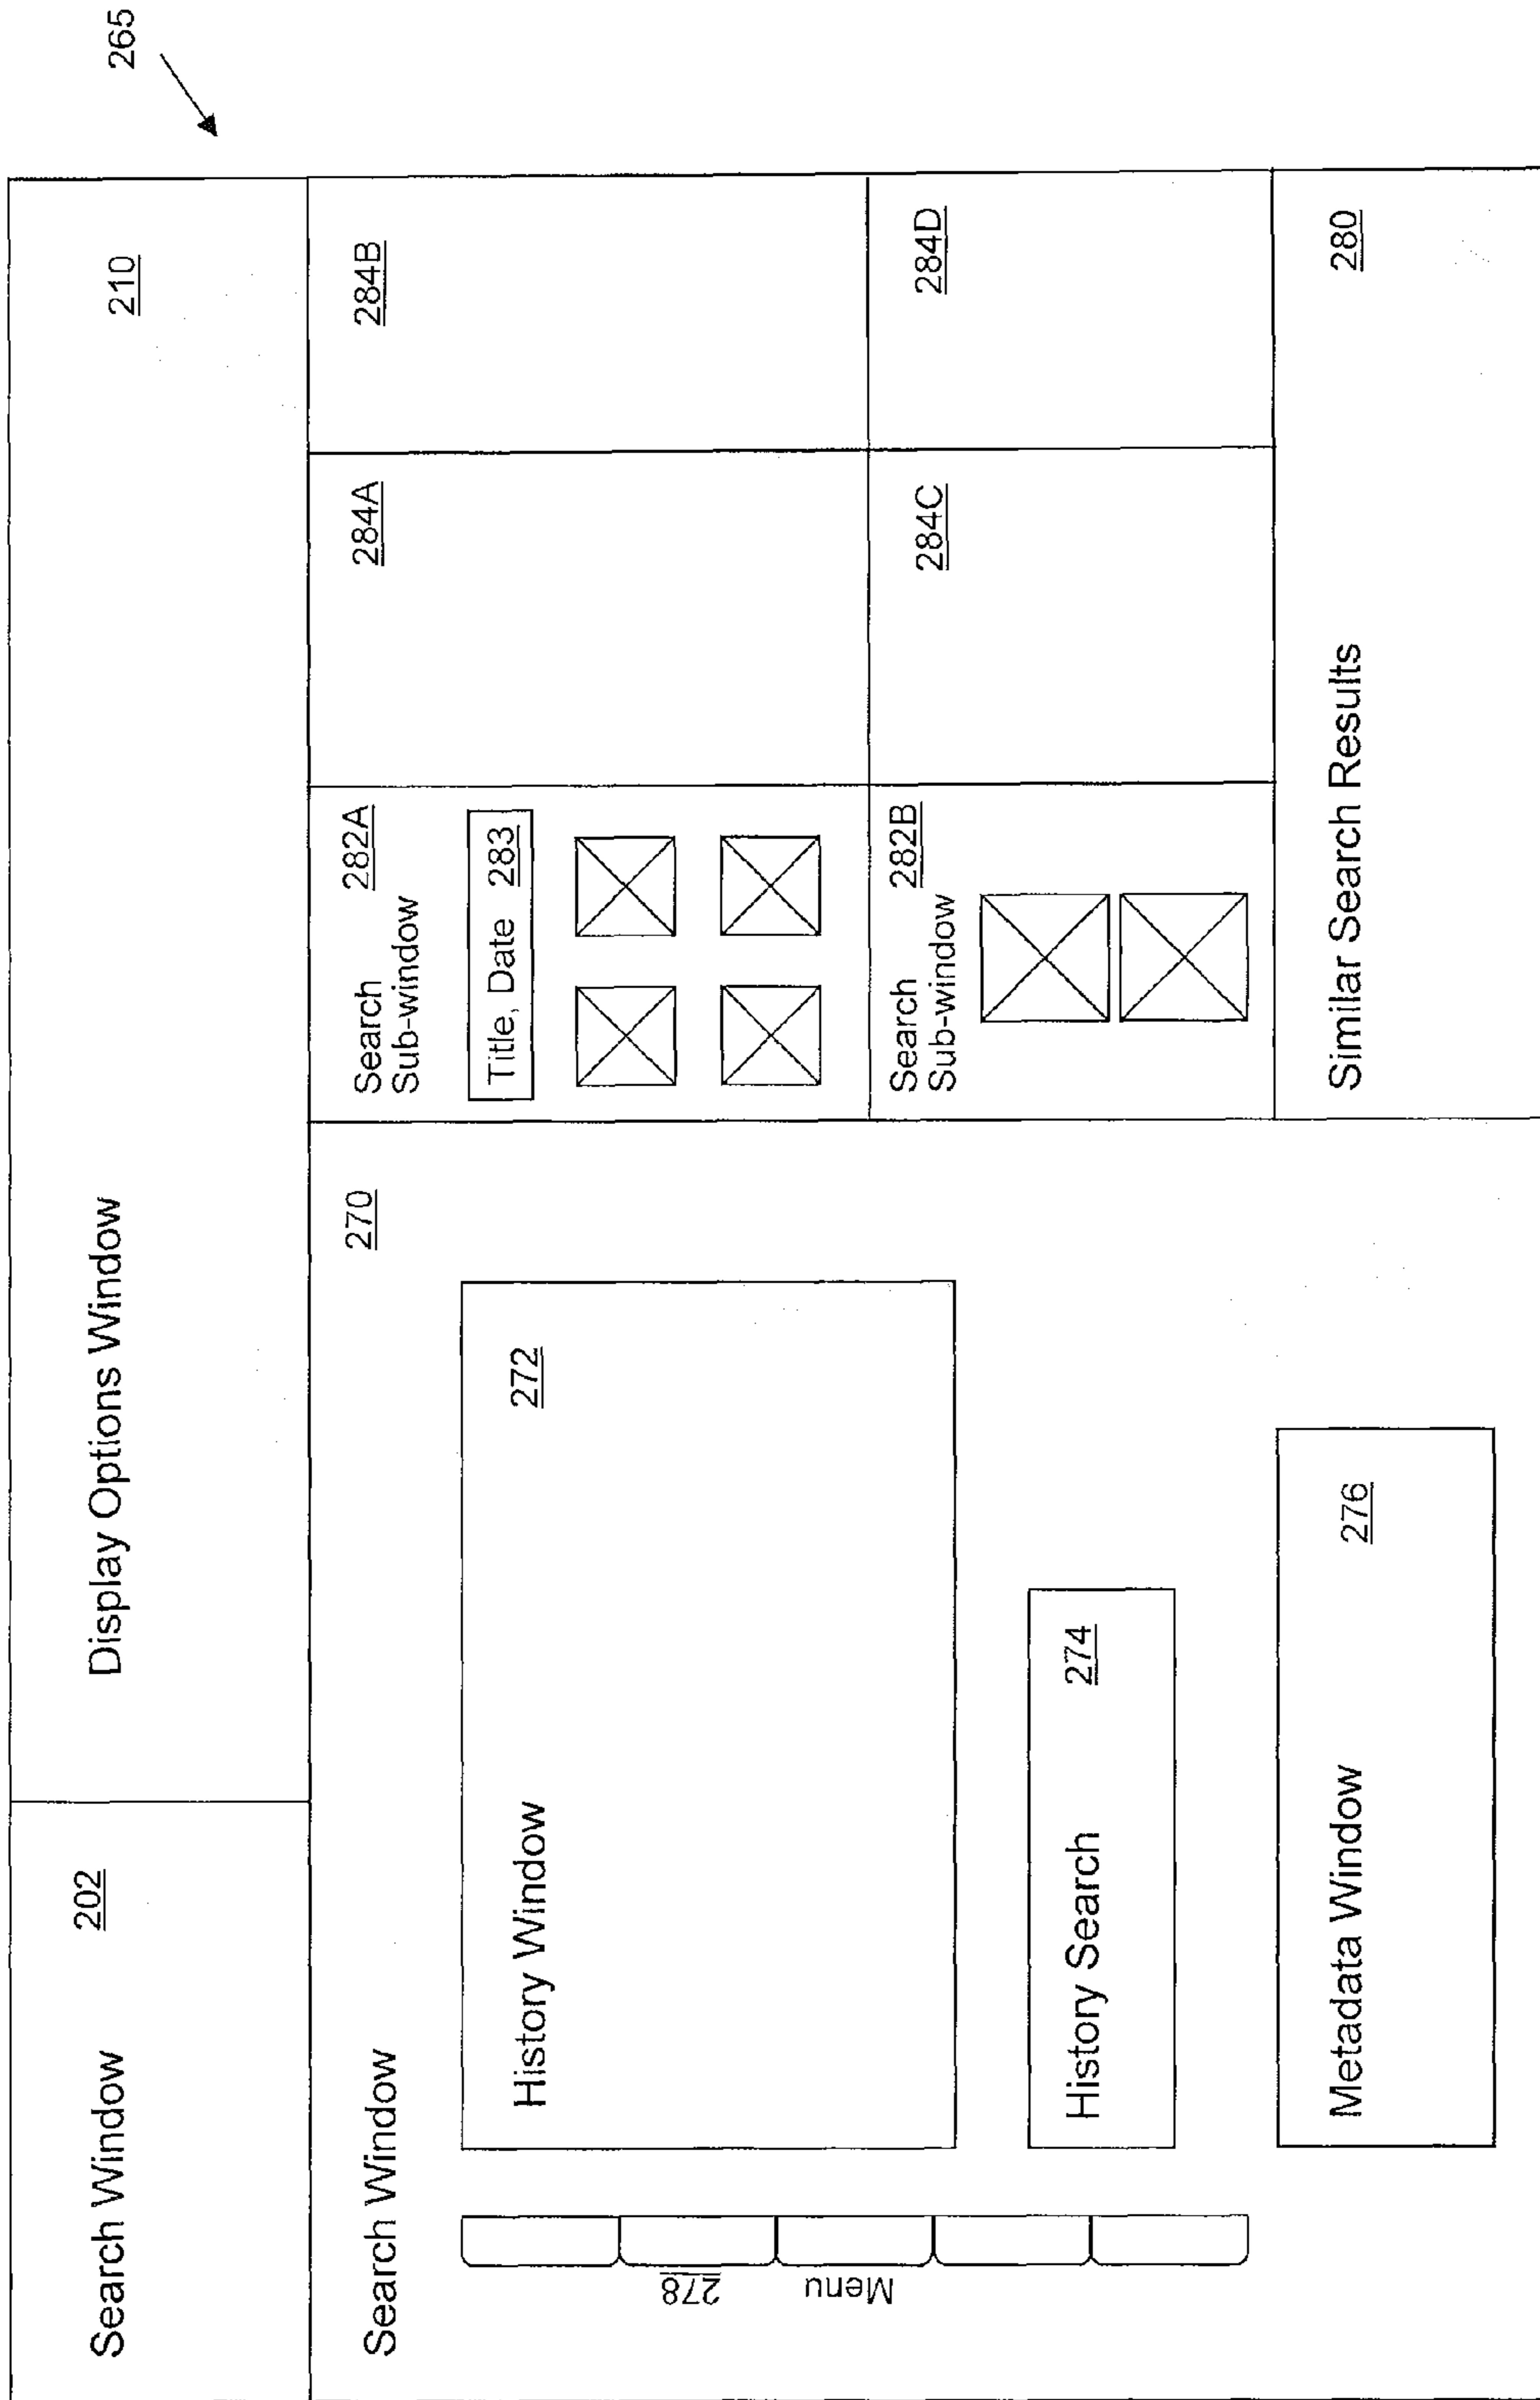 265
Search Window 202
Display Options Window 210
Search Window 270
Menu 278
History Window 272
History Search 274
Metadata Window 276
Search 282A
Sub-window
Title, Date 283
284A
284B
Search 282B
Sub-window
284C
284D
Similar Search Results 280